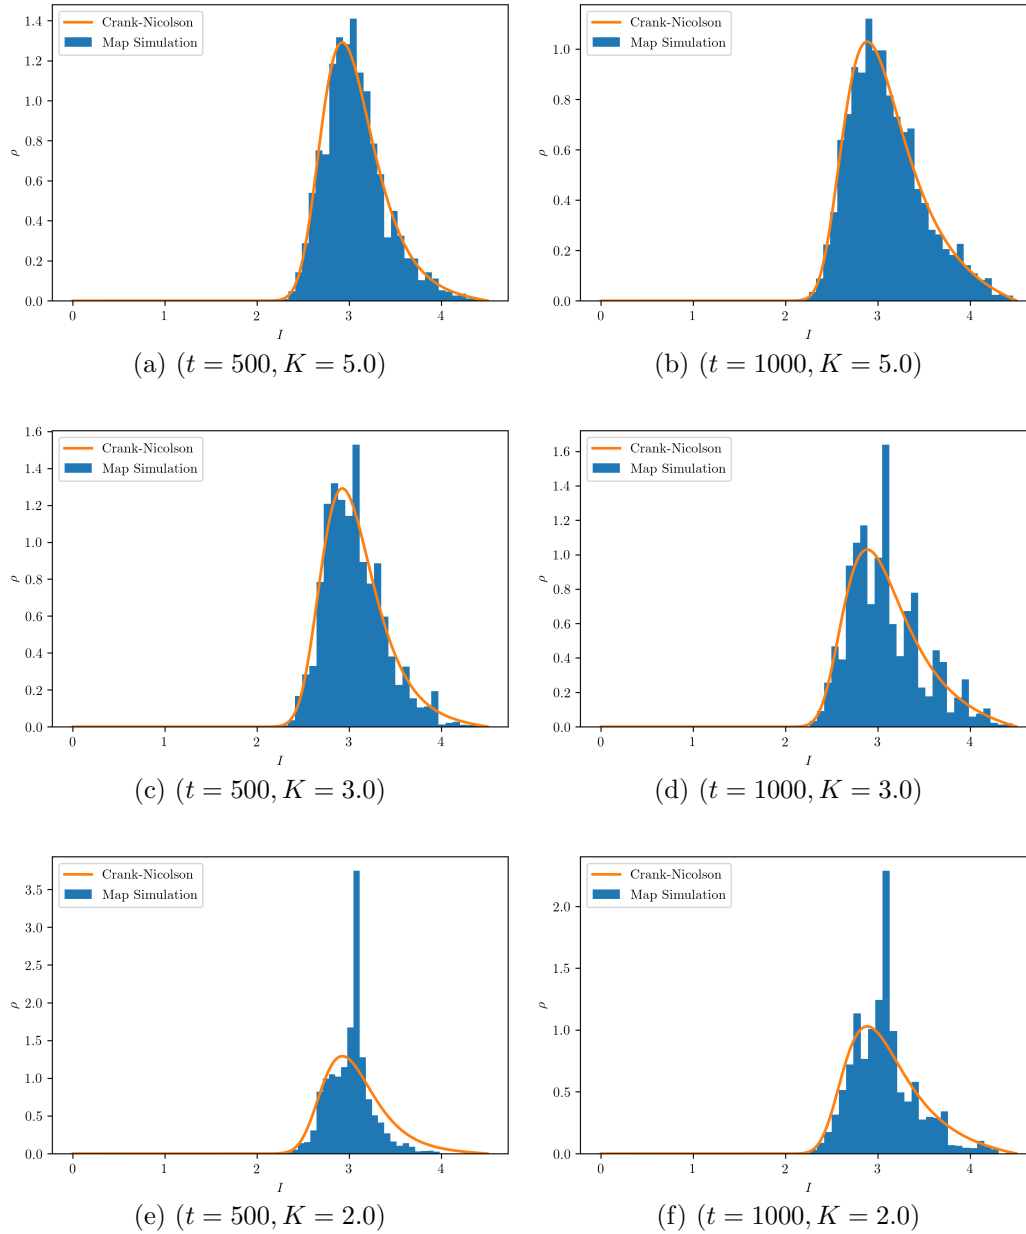 1.4
1.2
1.0
0.8
0.6
0.4
0.2
0.0
ρ
Crank-Nicolson
Map Simulation
0 1 2 3 4
I
(a) (t = 500, K = 5.0)
1.0
0.8
0.6
0.4
0.2
0.0
ρ
Crank-Nicolson
Map Simulation
0 1 2 3 4
I
(b) (t = 1000, K = 5.0)
1.6
1.4
1.2
1.0
0.8
0.6
0.4
0.2
0.0
ρ
Crank-Nicolson
Map Simulation
0 1 2 3 4
I
(c) (t = 500, K = 3.0)
1.6
1.4
1.2
1.0
0.8
0.6
0.4
0.2
0.0
ρ
Crank-Nicolson
Map Simulation
0 1 2 3 4
I
(d) (t = 1000, K = 3.0)
3.5
3.0
2.5
2.0
1.5
1.0
0.5
0.0
ρ
Crank-Nicolson
Map Simulation
0 1 2 3 4
I
(e) (t = 500, K = 2.0)
2.0
1.5
1.0
0.5
0.0
ρ
Crank-Nicolson
Map Simulation
0 1 2 3 4
I
(f) (t = 1000, K = 2.0)